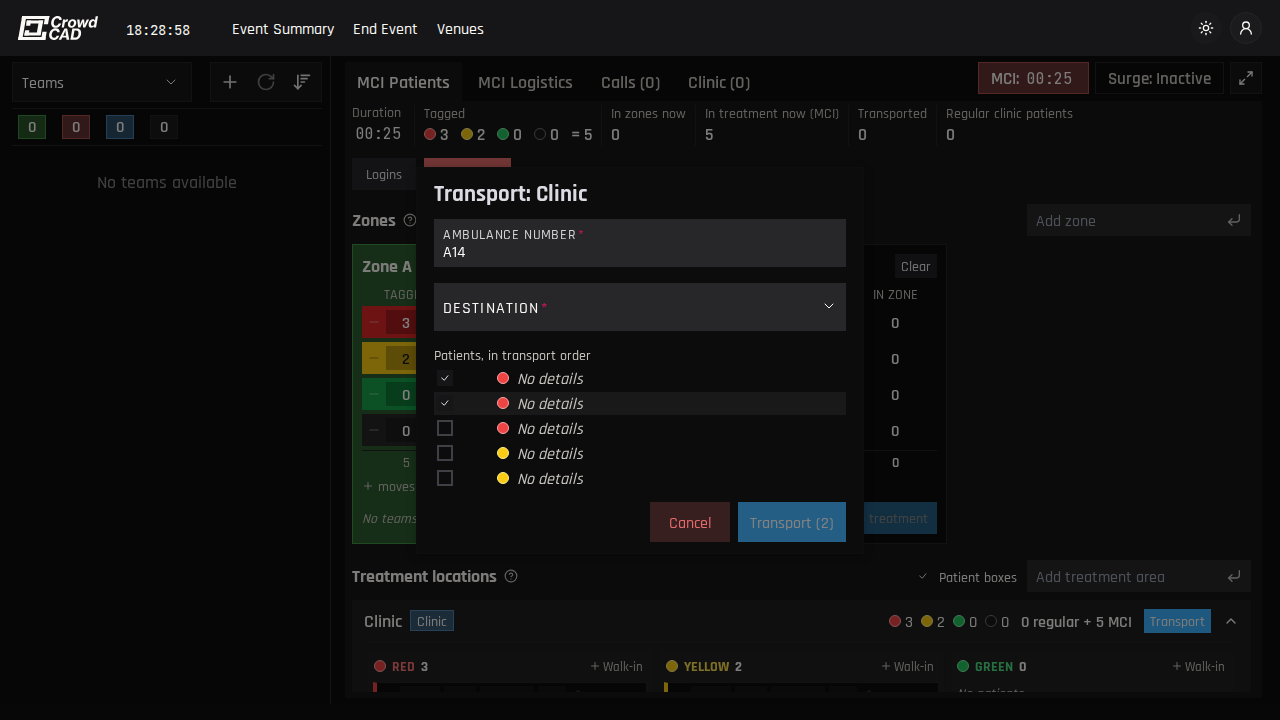 Crowd CAD
18:28:58
Event Summary
End Event
Venues
Teams
0 0 0 0
No teams available
MCI Patients
MCI Logistics
Calls (0)
Clinic (0)
MCI: 00:25
Surge: Inactive
Duration
00:25
Tagged
3 2 0 0 = 5
In zones now
0
In treatment now (MCI)
5
Transported
0
Regular clinic patients
0
Logins
Zones
Add zone
Zone A
Clear
TAGG
IN ZONE
3
0
2
0
0
0
0
0
5
0
+ moves
No teams
treatment
Transport: Clinic
AMBULANCE NUMBER*
A14
DESTINATION*
Patients, in transport order
No details
No details
No details
No details
No details
Cancel
Transport (2)
Treatment locations
Patient boxes
Add treatment area
Clinic
Clinic
3 2 0 0
0 regular + 5 MCI
Transport
RED 3
+ Walk-in
YELLOW 2
+ Walk-in
GREEN 0
+ Walk-in
No patients